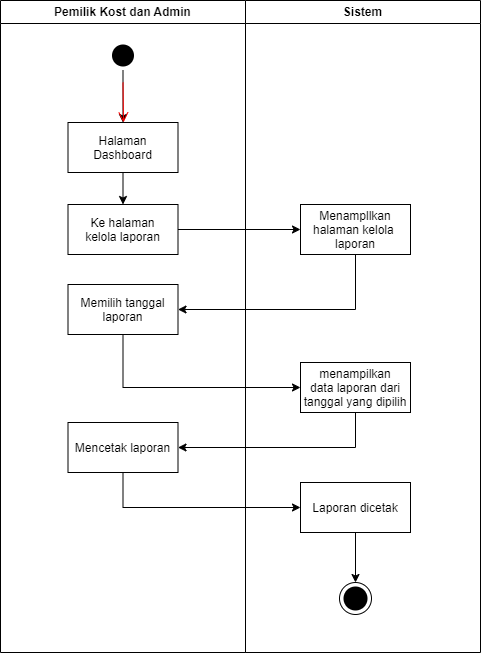 Pemilik Kost dan Admin
Sistem
Halaman
Dashboard
Ke halaman
kelola laporan
Menampllkan
halaman kelola
laporan
Memilih tanggal
laporan
menampilkan
data laporan dari
tanggal yang dipilih
Mencetak laporan
Laporan dicetak